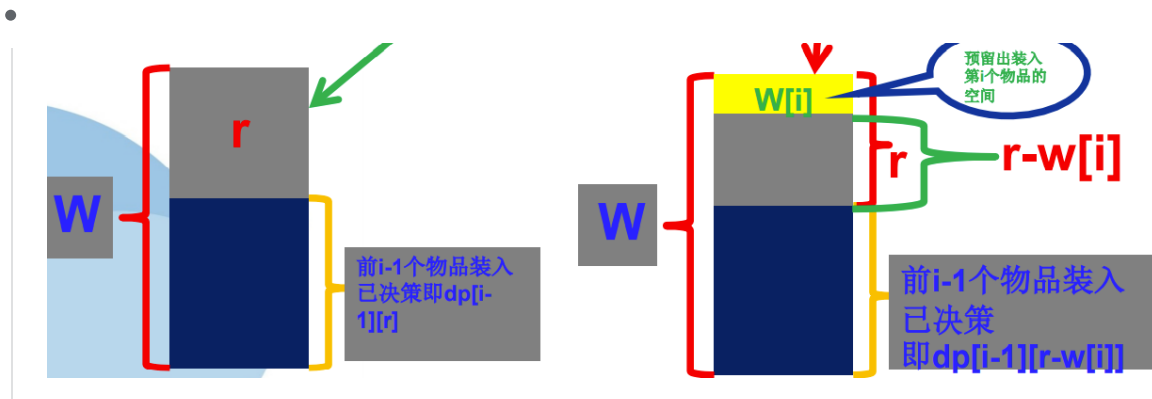 r
W
前i-1个物品装入
已决策即dp[i-
1][r]
预留出装入
第i个物品的
空间
W[i]
r
r-w[i]
W
前i-1个物品装入
已决策
即dp[i-1][r-w[i]]